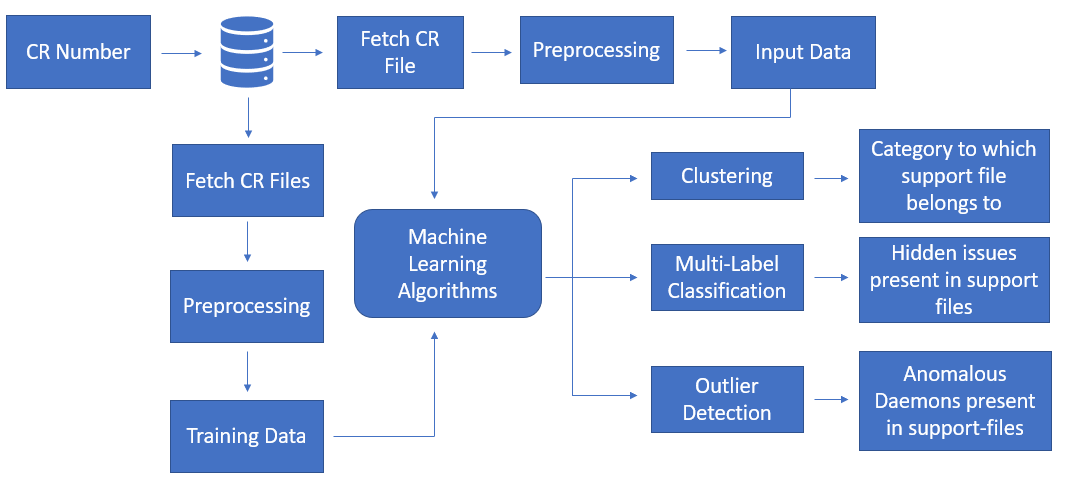 CR Number
Fetch CR
File
Preprocessing
Input Data
Fetch CR Files
Preprocessing
Training Data
Machine
Learning
Algorithms
Clustering
Category to which
support file
belongs to
Multi-Label
Classification
Hidden issues
present in support
files
Outlier
Detection
Anomalous
Daemons present
in support-files